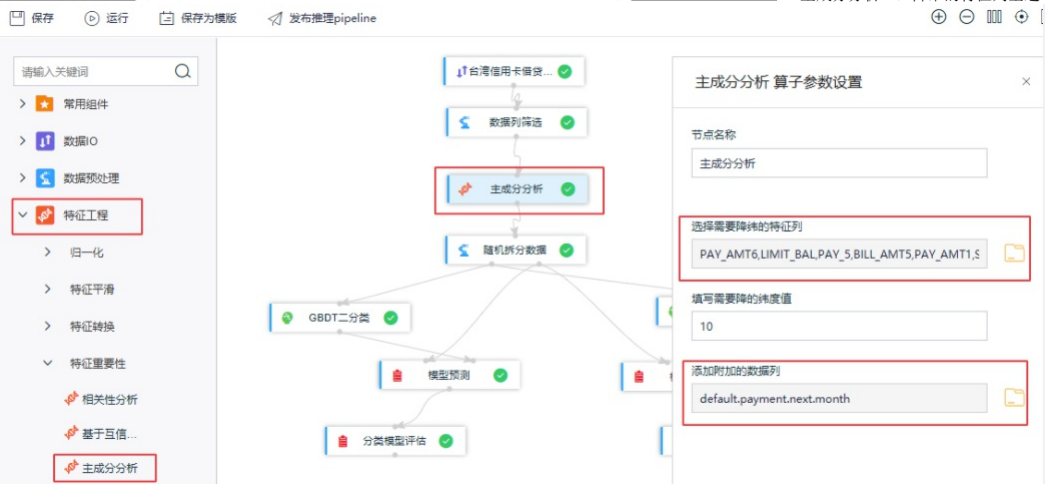 保存
运行
保存为模版
发布推理pipeline
请输入关键词
常用组件
数据IO
数据预处理
特征工程
归一化
特征平滑
特征转换
特征重要性
相关性分析
基于互信...
主成分分析
台湾信用卡借贷...
数据列筛选
主成分分析
随机拆分数据
GBDT二分类
模型预测
分类模型评估
主成分分析 算子参数设置
节点名称
主成分分析
选择需要降纬的特征列
PAY_AMT6,LIMIT_BAL,PAY_5,BILL_AMT5,PAY_AMT1,S
填写需要降的纬度值
10
添加附加的数据列
default.payment.next.month